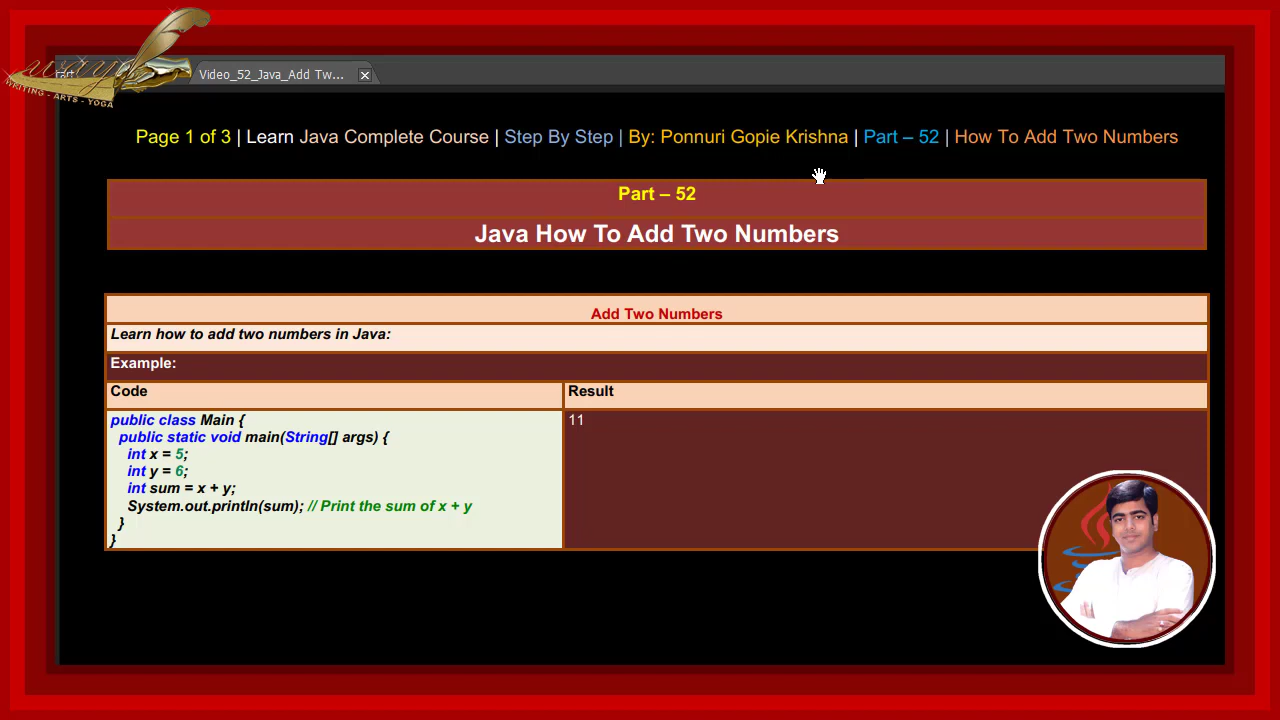 WRITING - ARTS - YOGA
Video_52_Java_Add Tw...
Page 1 of 3 | Learn Java Complete Course | Step By Step | By: Ponnuri Gopie Krishna | Part – 52 | How To Add Two Numbers
Part – 52
Java How To Add Two Numbers
Add Two Numbers
Learn how to add two numbers in Java:
Example:
Code
Result
public class Main {
public static void main(String[] args) {
int x = 5;
int y = 6;
int sum = x + y;
System.out.println(sum); // Print the sum of x + y
}
}
11